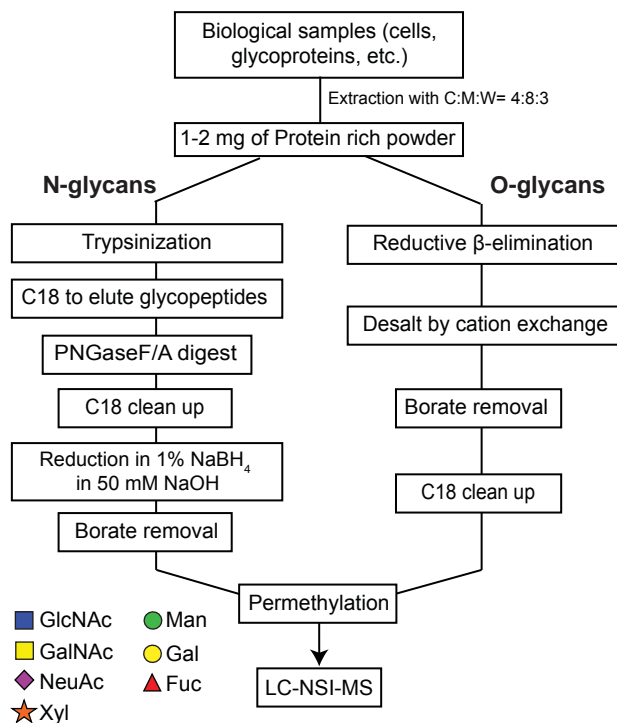 Biological samples (cells,
glycoproteins, etc.)
Extraction with C:M:W= 4:8:3
1-2 mg of Protein rich powder
N-glycans
O-glycans
Trypsinization
C18 to elute glycopeptides
PNGaseF/A digest
C18 clean up
Reduction in 1% NaBH₄
in 50 mM NaOH
Borate removal
Reductive β-elimination
Desalt by cation exchange
Borate removal
C18 clean up
Permethylation
LC-NSI-MS
GlcNAc
GalNAc
NeuAc
Xyl
Man
Gal
Fuc